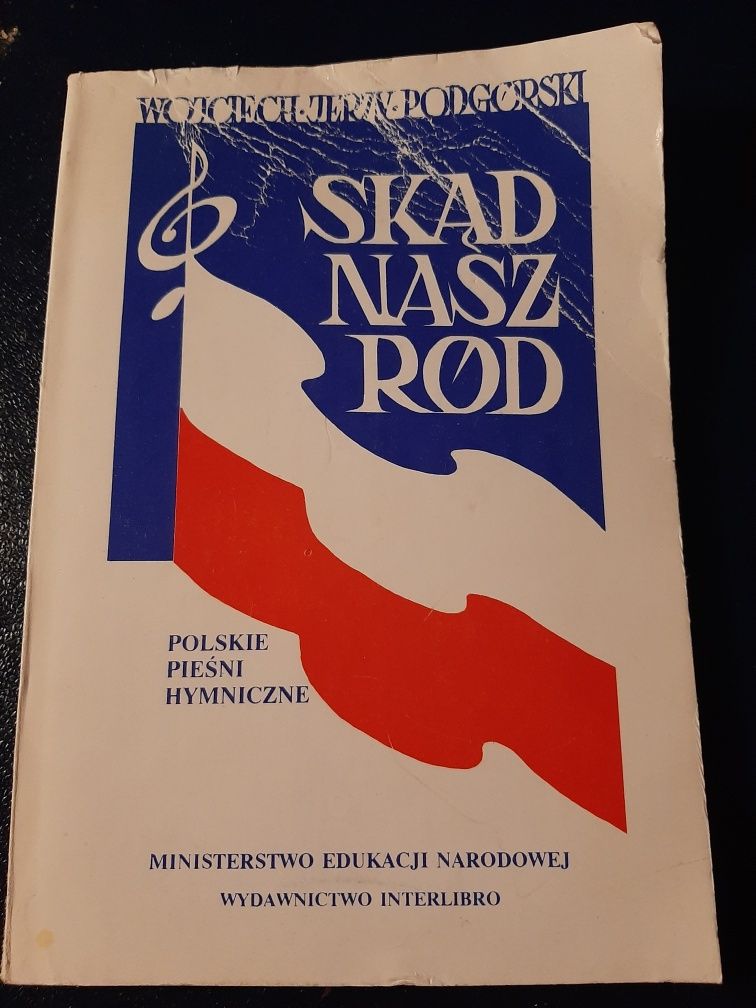 WOJCIECH JERZY PODGÓRSKI
SKĄD
NASZ
RÓD
POLSKIE
PIEŚNI
HYMNICZNE
MINISTERSTWO EDUKACJI NARODOWEJ
WYDAWNICTWO INTERLIBRO